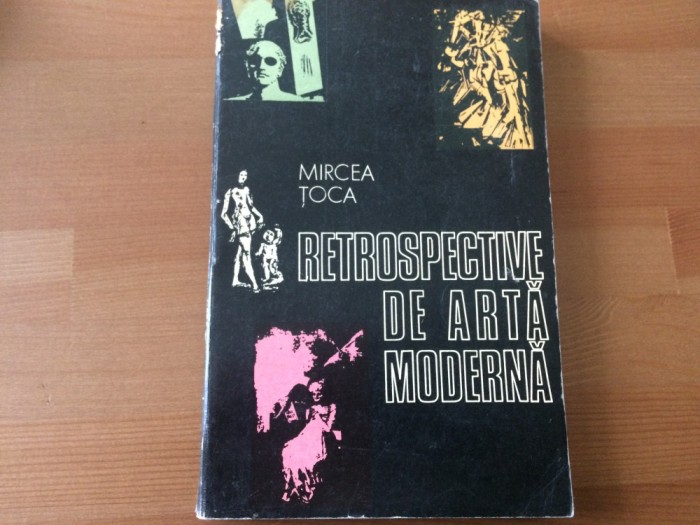 MIRCEA
ȚOCA
RETROSPECTIVE
DE ARTĂ
MODERNĂ